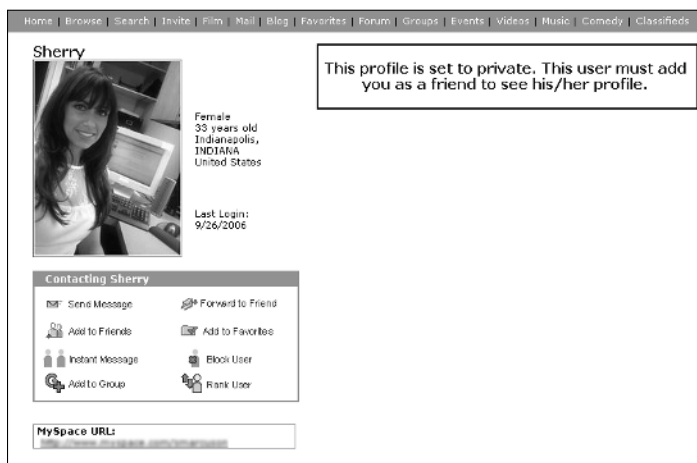 Home | Browse | Search | Invite | Film | Mail | Blog | Favorites | Forum | Groups | Events | Videos | Music | Comedy | Classifieds
Sherry
Female
33 years old
Indianapolis,
INDIANA
United States
Last Login:
9/26/2006
This profile is set to private. This user must add
you as a friend to see his/her profile.
Contacting Sherry
Send Message
Forward to Friend
Add to Friends
Add to Favorites
Instant Message
Block User
Add to Group
Rank User
MySpace URL: